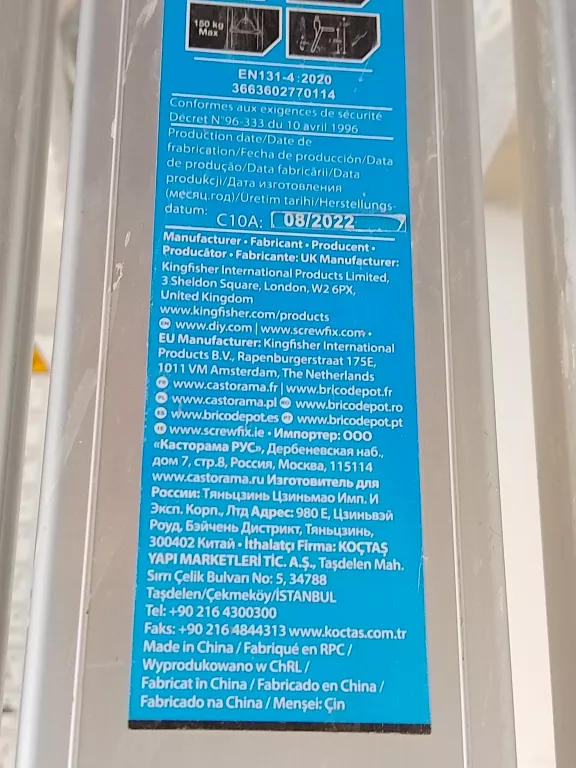 150 kg
Max
EN131-4:2020
3663602770114
Conformes aux exigences de sécurité
Décret N°96-333 du 10 avril 1996
Production date/Date de
frabrication/Fecha de producción/Data
de produção/Data fabricării/Data
produkcji/Дата изготовления
(месяц.год)/Üretim tarihi/Herstellungs-
datum: C10A: 08/2022
Manufacturer • Fabricant • Producent •
Producător • Fabricante: UK Manufacturer:
Kingfisher International Products Limited,
3 Sheldon Square, London, W2 6PX,
United Kingdom
www.kingfisher.com/products
EN www.diy.com | www.screwfix.com •
EU Manufacturer: Kingfisher International
Products B.V., Rapenburgerstraat 175E,
1011 VM Amsterdam, The Netherlands
FR www.castorama.fr | www.bricodepot.fr
PL www.castorama.pl RO www.bricodepot.ro
ES www.bricodepot.es PT www.bricodepot.pt
IE www.screwfix.ie • Импортер: ООО
«Касторама РУС», Дербеневская наб.,
дом 7, стр.8, Россия, Москва, 115114
www.castorama.ru Изготовитель для
России: Тяньцзинь Цзиньмао Имп. И
Эксп. Корп., Лтд Адрес: 980 E, Цзиньвэй
Роуд, Бэйчень Дистрикт, Тяньцзинь,
300402 Китай • İthalatçı Firma: KOÇTAŞ
YAPI MARKETLERİ TİC. A.Ş., Taşdelen Mah.
Sırrı Çelik Bulvarı No: 5, 34788
Taşdelen/Çekmeköy/İSTANBUL
Tel: +90 216 4300300
Faks: +90 216 4844313 www.koctas.com.tr
Made in China / Fabriqué en RPC /
Wyprodukowano w ChRL /
Fabricat în China / Fabricado en China /
Fabricado na China / Menşei: Çin